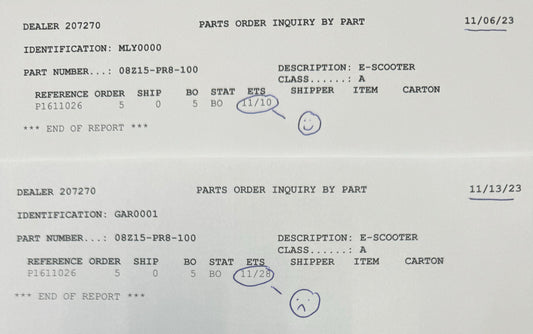 DEALER 207270 PARTS ORDER INQUIRY BY PART 11/06/23
IDENTIFICATION: MLY0000
PART NUMBER...: 08Z15-PR8-100 DESCRIPTION: E-SCOOTER
CLASS......: A
REFERENCE ORDER SHIP BO STAT ETS SHIPPER ITEM CARTON
P1611026 5 0 5 BO 11/10
*** END OF REPORT ***
DEALER 207270 PARTS ORDER INQUIRY BY PART 11/13/23
IDENTIFICATION: GAR0001
PART NUMBER...: 08Z15-PR8-100 DESCRIPTION: E-SCOOTER
CLASS......: A
REFERENCE ORDER SHIP BO STAT ETS SHIPPER ITEM CARTON
P1611026 5 0 5 BO 11/28
*** END OF REPORT ***